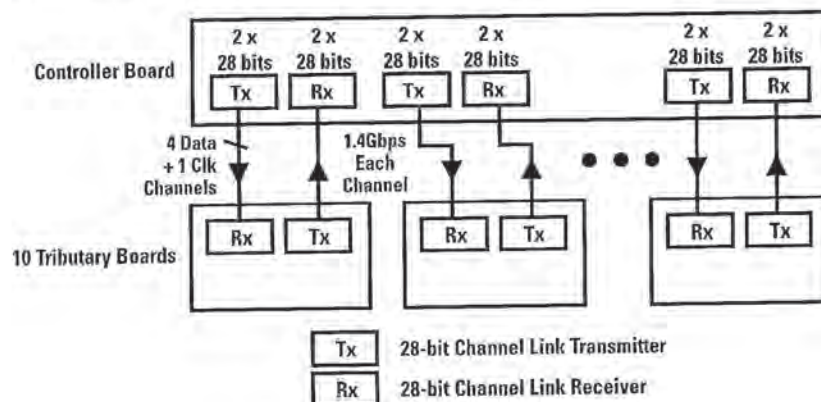 2 x 2 x 2 x 2 x 2 x 2 x
28 bits 28 bits 28 bits 28 bits 28 bits 28 bits
Controller Board
Tx Rx Tx Rx Tx Rx
4 Data
+ 1 Clk
Channels
1.4Gbps
Each
Channel
10 Tributary Boards
Rx Tx Rx Tx Rx Tx
Tx 28-bit Channel Link Transmitter
Rx 28-bit Channel Link Receiver